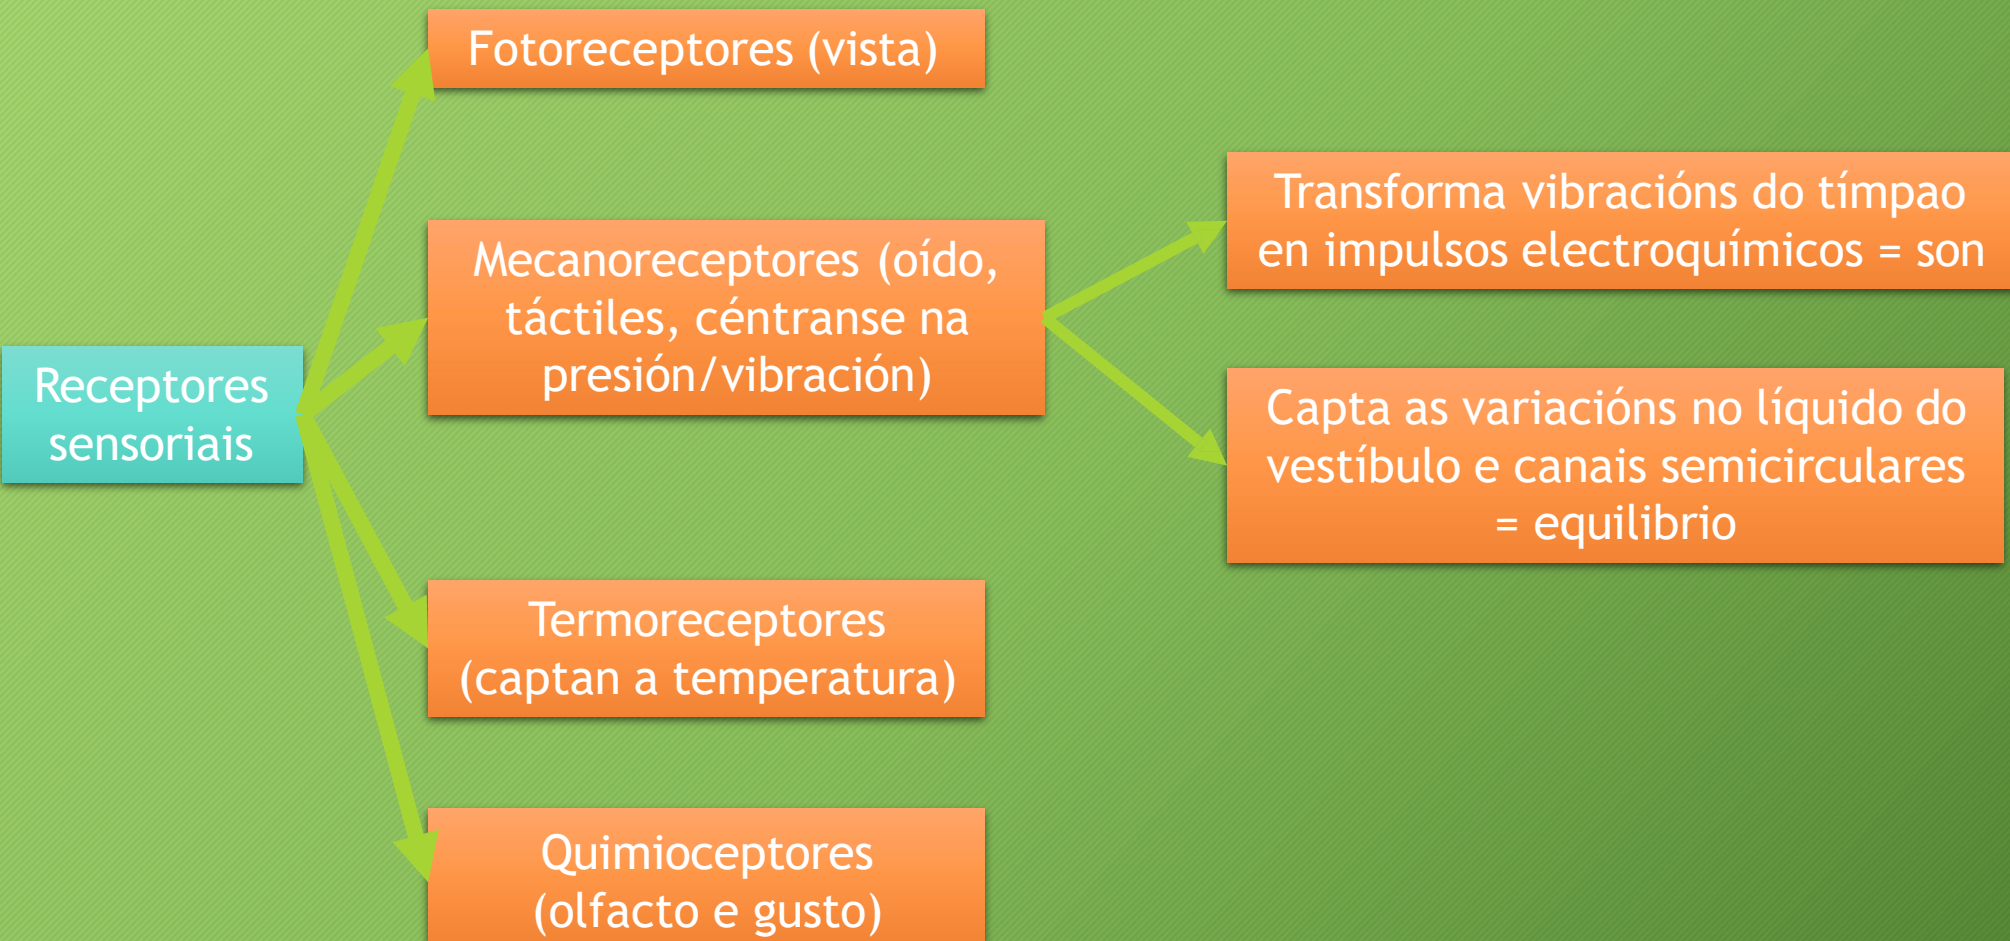 Fotoreceptores (vista)
Mecanoreceptores (oído,
táctiles, céntranse na
presión/vibración)
Transforma vibracións do tímpao
en impulsos electroquímicos = son
Capta as variacións no líquido do
vestíbulo e canais semicirculares
= equilibrio
Receptores
sensoriais
Termoreceptores
(captan a temperatura)
Quimioceptores
(olfacto e gusto)